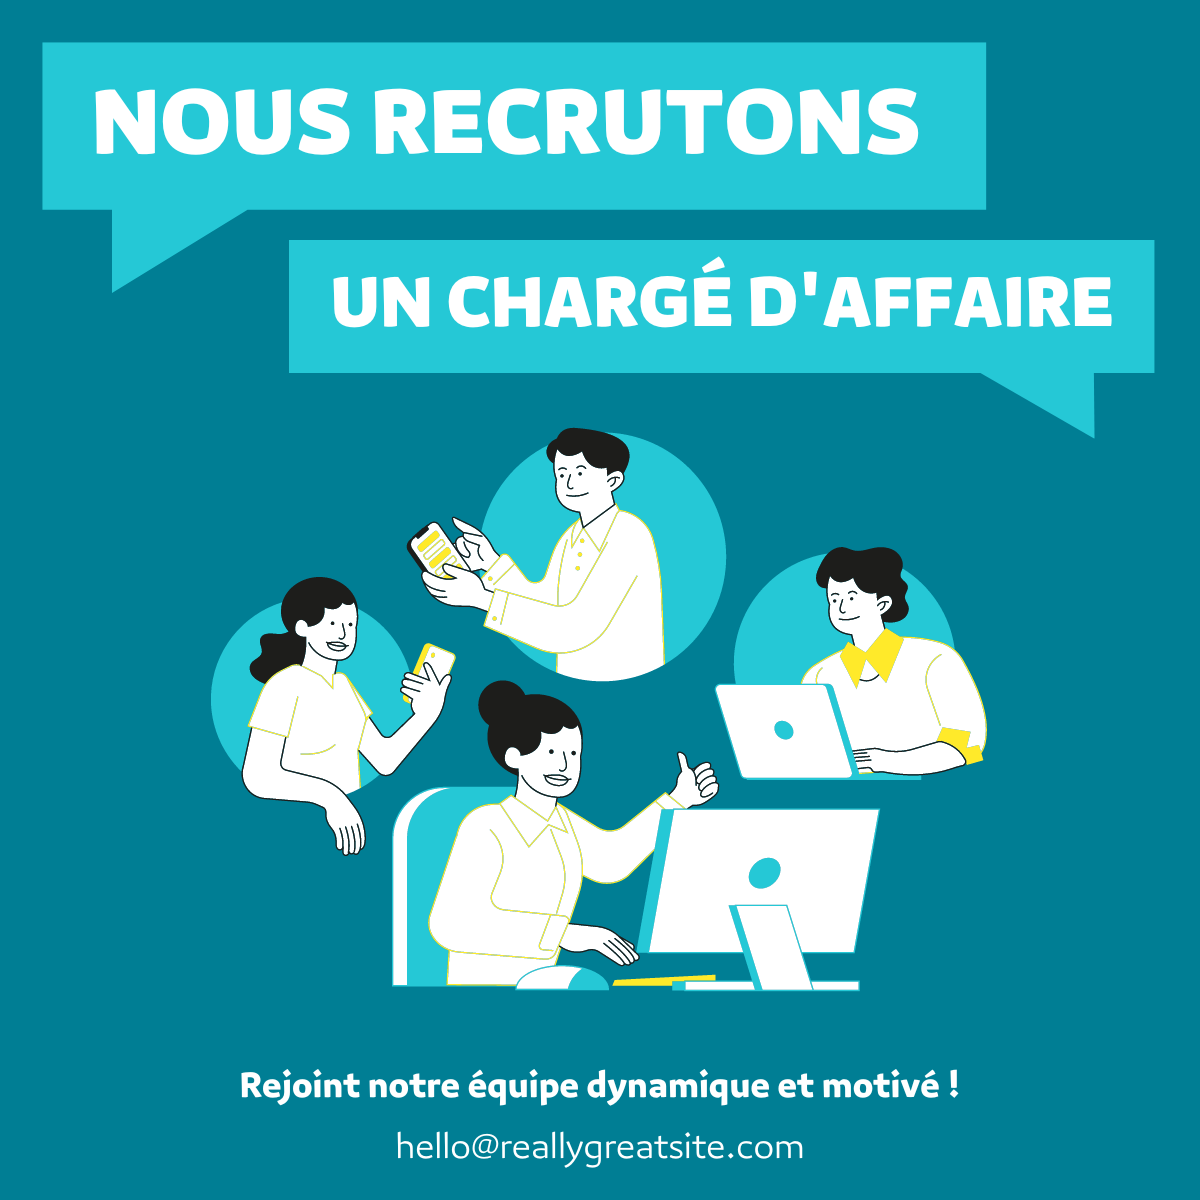 NOUS RECRUTONS
UN CHARGÉ D'AFFAIRE
Rejoint notre équipe dynamique et motivé !
hello@reallygreatsite.com